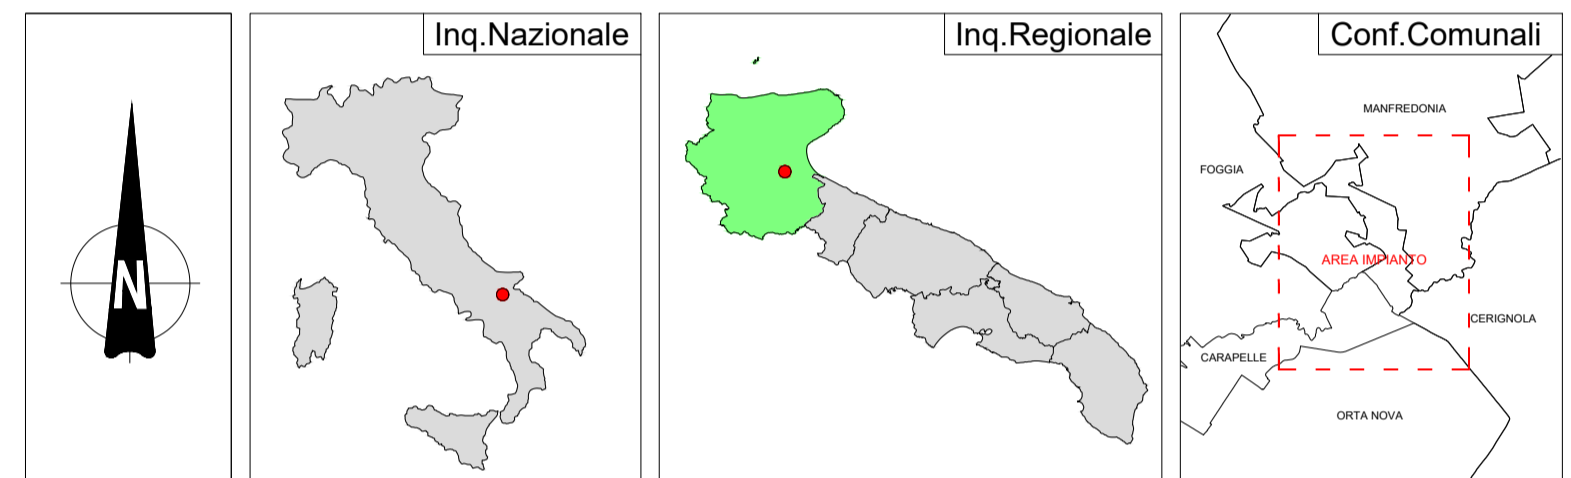 Inq.Nazionale
Inq.Regionale
Conf.Comunali
N
MANFREDONIA
FOGGIA
AREA IMPIANTO
CERIGNOLA
CARAPELLE
ORTA NOVA